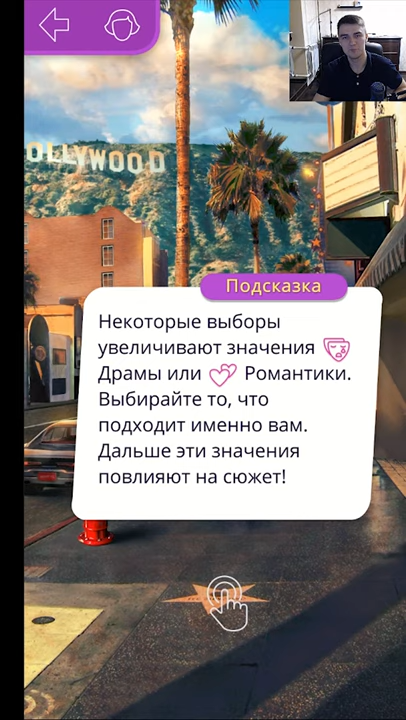 OLLYWOOD
Подсказка
Некоторые выборы
увеличивают значения
Драмы или Романтики.
Выбирайте то, что
подходит именно вам.
Дальше эти значения
повлияют на сюжет!